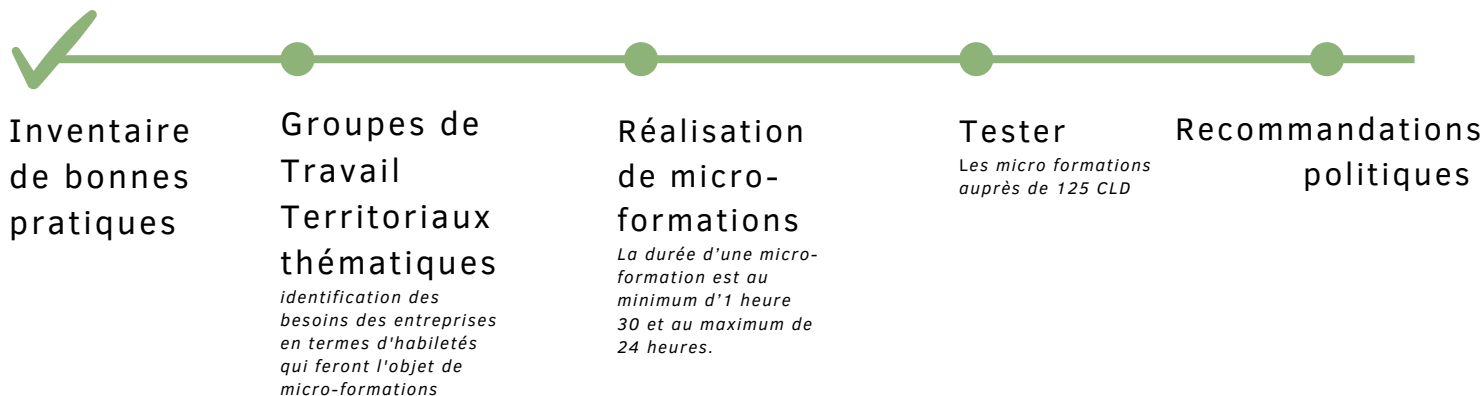 Inventaire
de bonnes
pratiques
Groupes de
Travail
Territoriaux
thématiques
identification des
besoins des entreprises
en termes d'habiletés
qui feront l'objet de
micro-formations
Réalisation
de micro-
formations
La durée d’une micro-
formation est au
minimum d’1 heure
30 et au maximum de
24 heures.
Tester
Les micro formations
auprès de 125 CLD
Recommandations
politiques